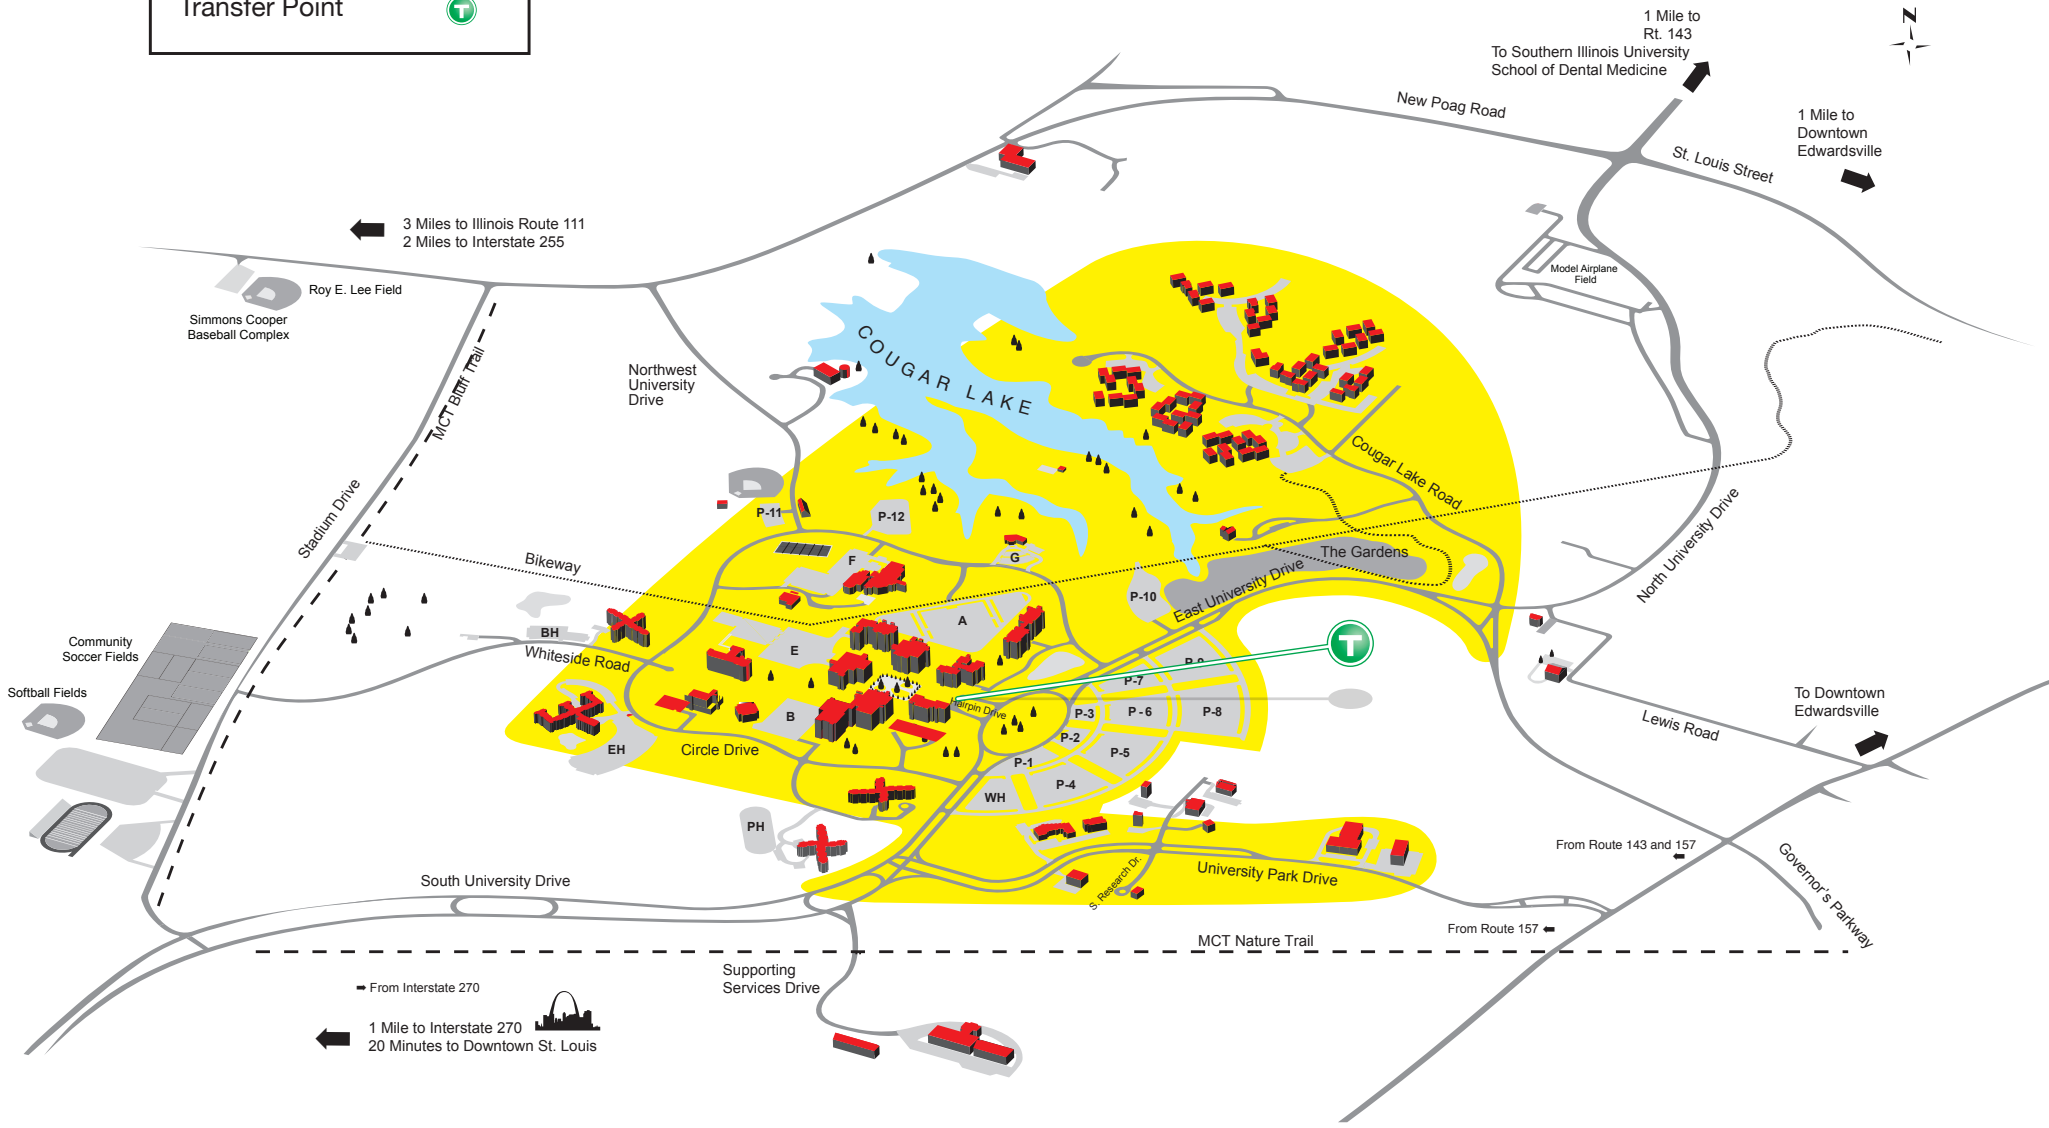 Transfer Point
T
N
1 Mile to
Rt. 143
To Southern Illinois University
School of Dental Medicine
New Poag Road
1 Mile to
Downtown
Edwardsville
St. Louis Street
3 Miles to Illinois Route 111
2 Miles to Interstate 255
Roy E. Lee Field
Simmons Cooper
Baseball Complex
Model Airplane
Field
MCT Bluff Trail
Northwest
University
Drive
COUGAR LAKE
Cougar Lake Road
Stadium Drive
P-11
P-12
North University Drive
Bikeway
F
G
The Gardens
East University Drive
P-10
A
BH
Whiteside Road
E
T
Community
Soccer Fields
P-9
P-7
Softball Fields
Hairpin Drive
P-3
P-6
P-8
B
To Downtown
Edwardsville
Lewis Road
P-2
EH
Circle Drive
P-5
P-1
P-4
WH
PH
From Route 143 and 157
University Park Drive
S. Research Dr.
Governor's Parkway
South University Drive
From Route 157
MCT Nature Trail
Supporting
Services Drive
From Interstate 270
1 Mile to Interstate 270
20 Minutes to Downtown St. Louis